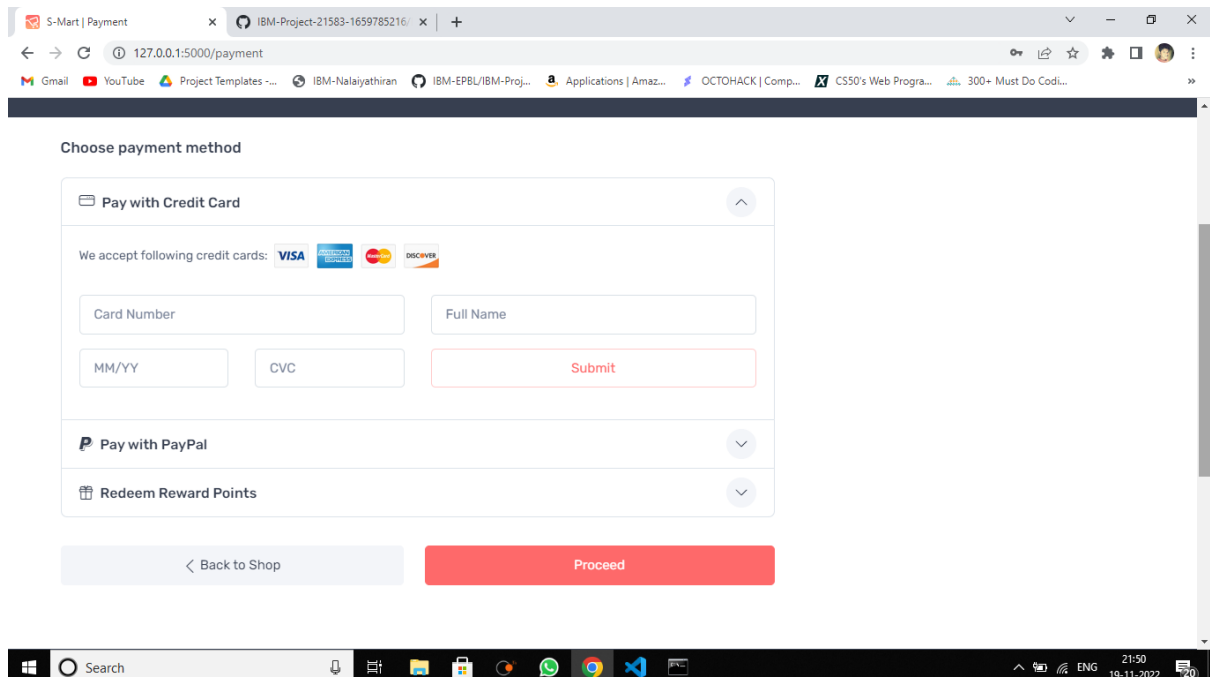 S-Mart | Payment
IBM-Project-21583-1659785216/
127.0.0.1:5000/payment
Gmail YouTube Project Templates -... IBM-Nalaiyathiran IBM-EPBL/IBM-Proj... Applications | Amaz... OCTOHACK | Comp... CS50's Web Progra... 300+ Must Do Codi... »
Choose payment method
Pay with Credit Card
We accept following credit cards: VISA AMERICAN EXPRESS MasterCard DISCOVER
Card Number Full Name
MM/YY CVC Submit
Pay with PayPal
Redeem Reward Points
Back to Shop Proceed
Search
ENG
21:50
19-11-2022
20